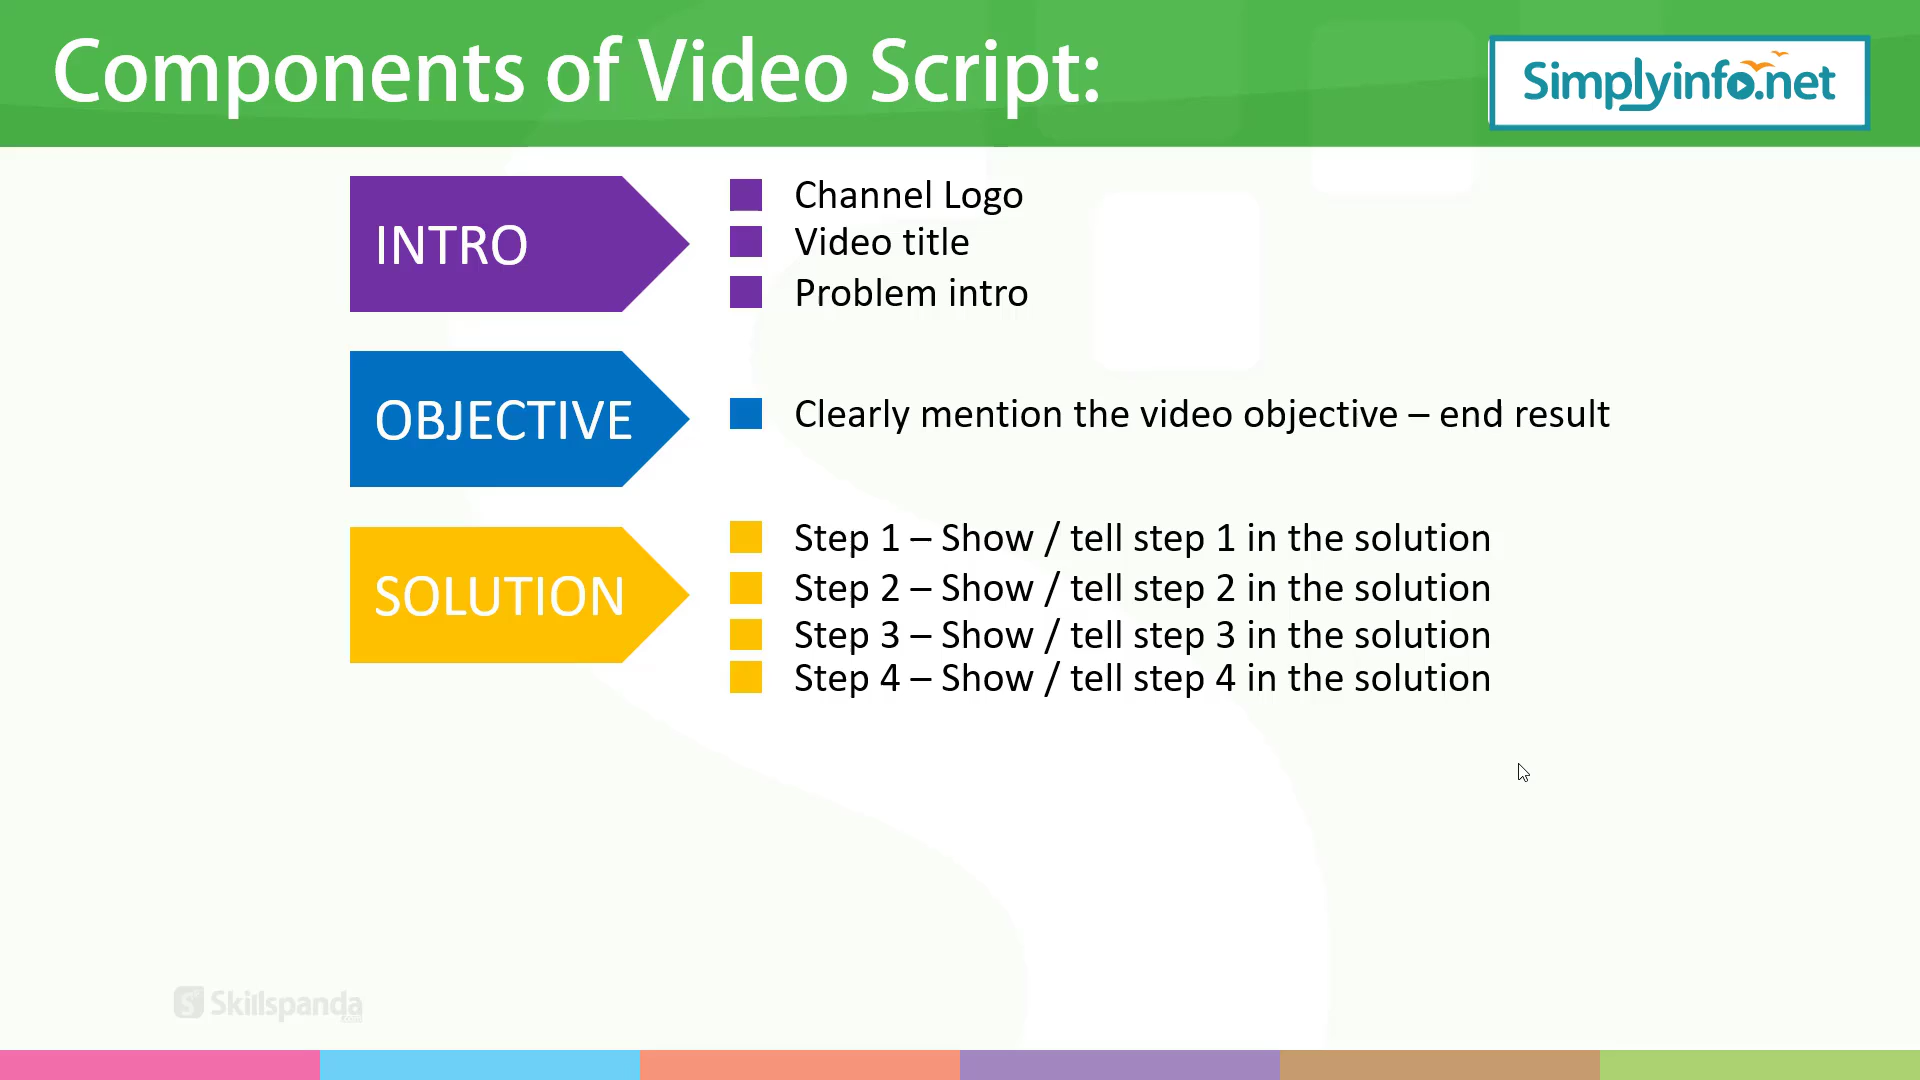 Components of Video Script:
Simplyinfo.net
INTRO
Channel Logo
Video title
Problem intro
OBJECTIVE
Clearly mention the video objective – end result
SOLUTION
Step 1 – Show / tell step 1 in the solution
Step 2 – Show / tell step 2 in the solution
Step 3 – Show / tell step 3 in the solution
Step 4 – Show / tell step 4 in the solution
S Skillspanda
.com